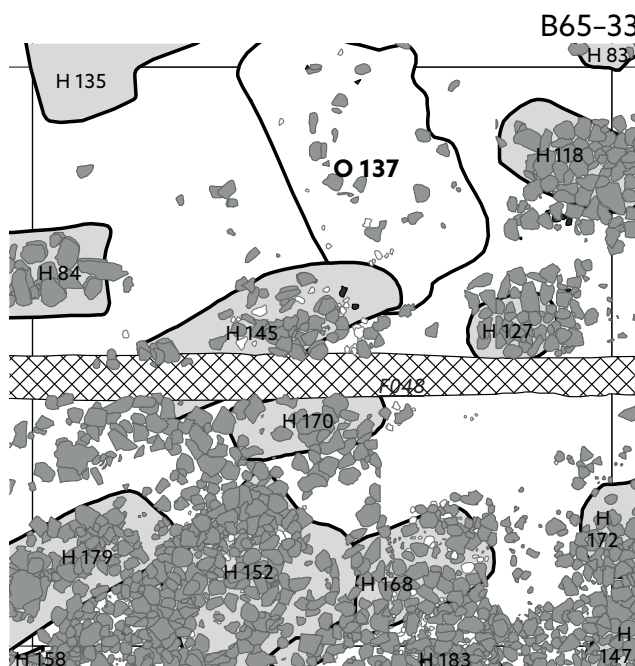 B65-33
H 83
H 135
O 137
H 118
H 84
H 145
H 127
F048
H 170
H 172
H 179
H 152
H 168
H 158
H 183
H 147